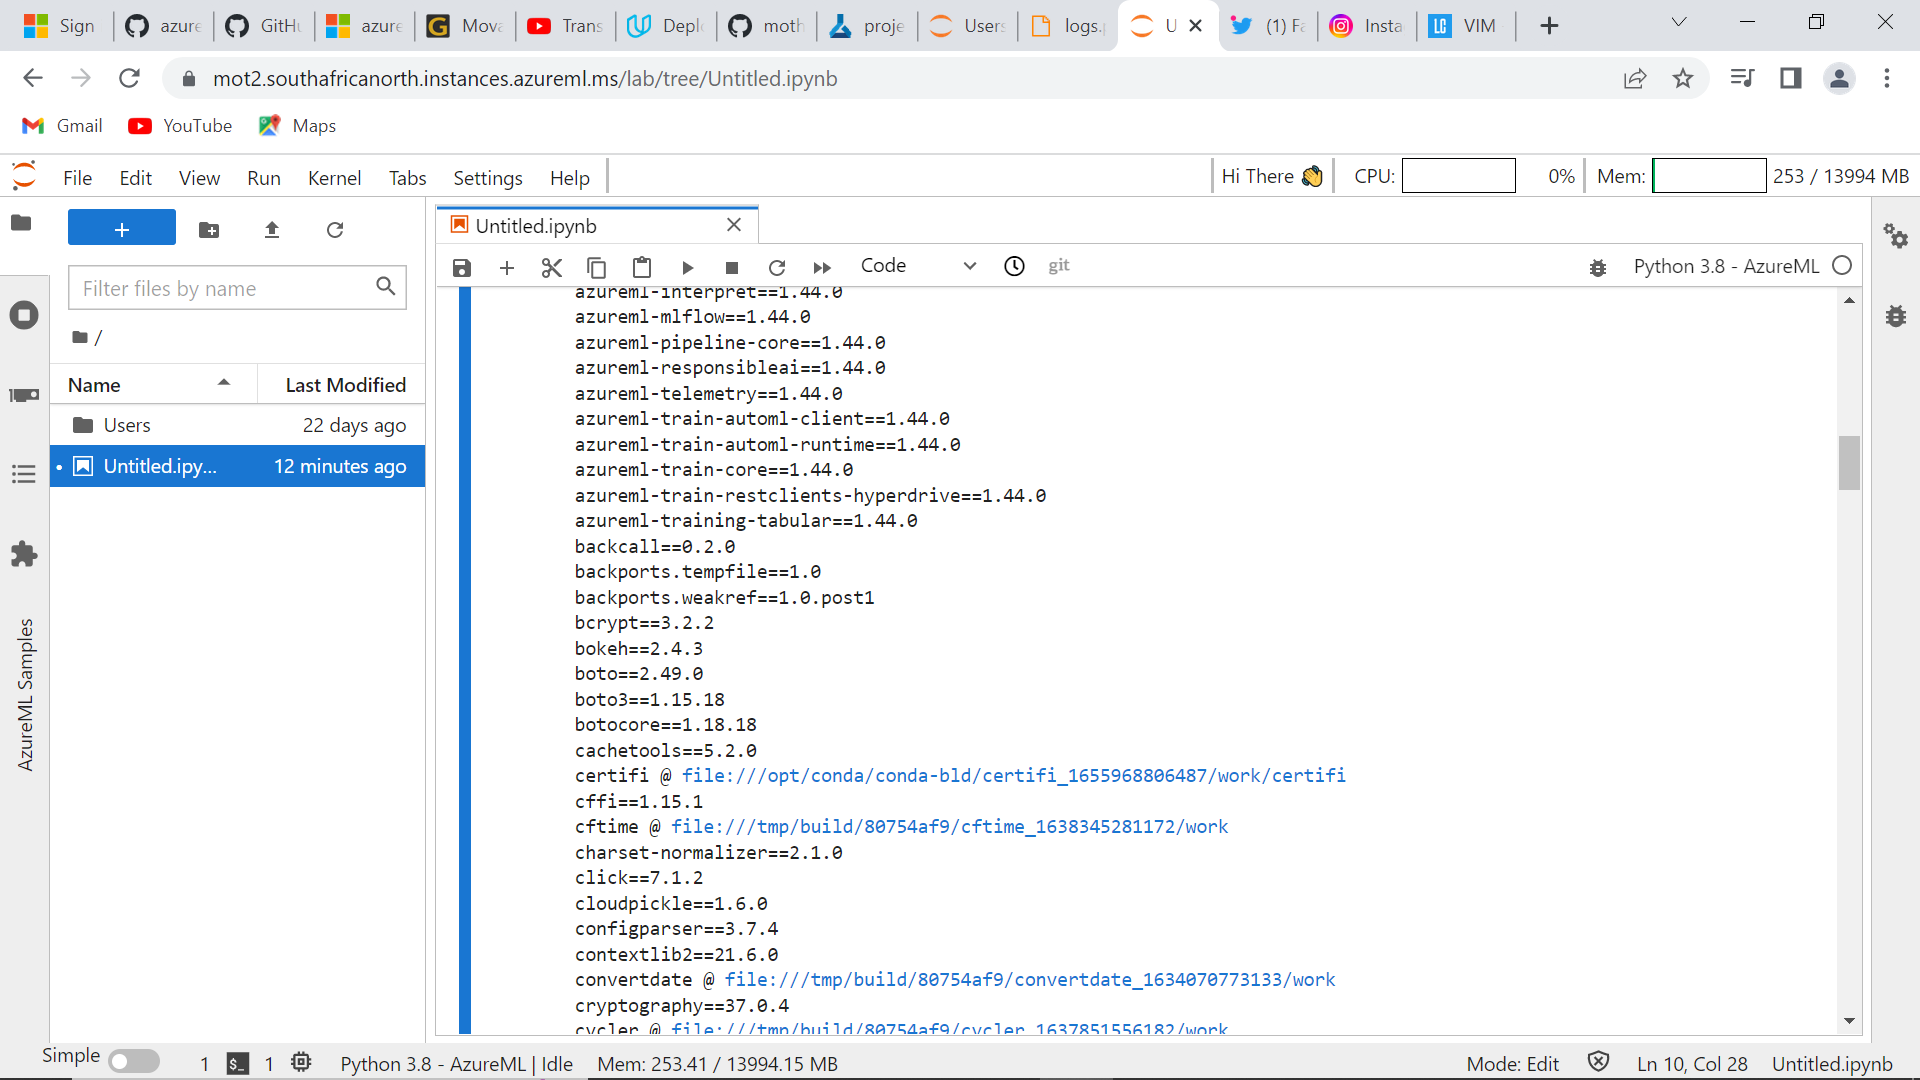 Sign azure GitHu azure Mova Trans Deplo moth proje Users logs.p U (1) Fa Insta VIM
mot2.southafricanorth.instances.azureml.ms/lab/tree/Untitled.ipynb
Gmail YouTube Maps
File Edit View Run Kernel Tabs Settings Help Hi There CPU: 0% Mem: 253 / 13994 MB
+
Filter files by name
/
Name Last Modified
Users 22 days ago
Untitled.ipy... 12 minutes ago
AzureML Samples
Untitled.ipynb
Code git Python 3.8 - AzureML
azureml-interpret==1.44.0
azureml-mlflow==1.44.0
azureml-pipeline-core==1.44.0
azureml-responsibleai==1.44.0
azureml-telemetry==1.44.0
azureml-train-automl-client==1.44.0
azureml-train-automl-runtime==1.44.0
azureml-train-core==1.44.0
azureml-train-restclients-hyperdrive==1.44.0
azureml-training-tabular==1.44.0
backcall==0.2.0
backports.tempfile==1.0
backports.weakref==1.0.post1
bcrypt==3.2.2
bokeh==2.4.3
boto==2.49.0
boto3==1.15.18
botocore==1.18.18
cachetools==5.2.0
certifi @ file:///opt/conda/conda-bld/certifi_1655968806487/work/certifi
cffi==1.15.1
cftime @ file:///tmp/build/80754af9/cftime_1638345281172/work
charset-normalizer==2.1.0
click==7.1.2
cloudpickle==1.6.0
configparser==3.7.4
contextlib2==21.6.0
convertdate @ file:///tmp/build/80754af9/convertdate_1634070773133/work
cryptography==37.0.4
cycler @ file:///tmp/build/80754af9/cycler_1637851556182/work
Simple 1 $_ 1 Python 3.8 - AzureML | Idle Mem: 253.41 / 13994.15 MB Mode: Edit Ln 10, Col 28 Untitled.ipynb